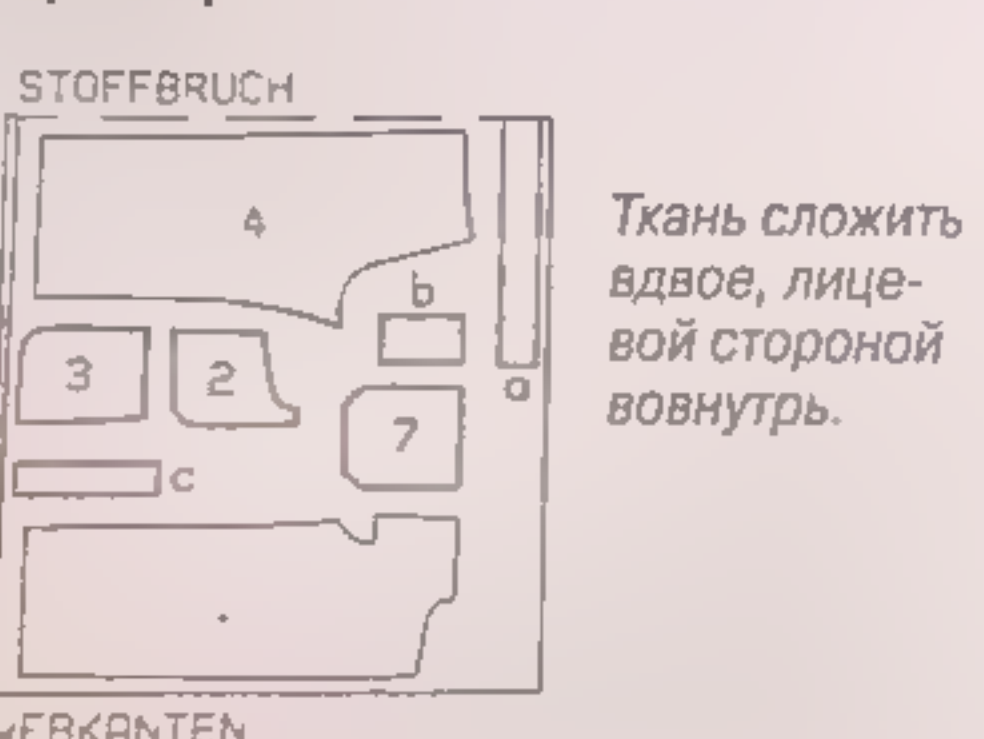 STOFFBRUCH
4
Ткань сложить
вдвое, лице-
вой стороной
вовнутрь.
b
3
2
a
7
c